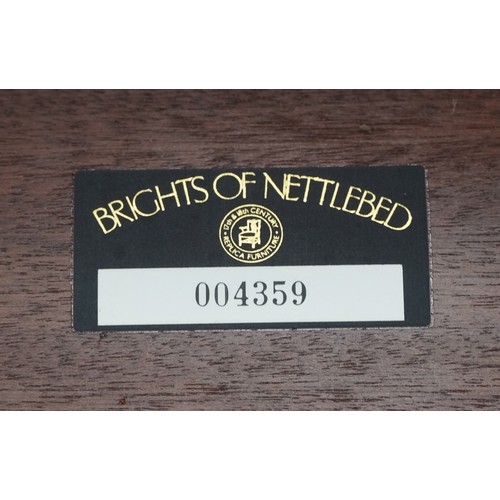 BRIGHTS OF NETTLEBED
17th & 18th CENTURY
• REPLICA FURNITURE •
004359